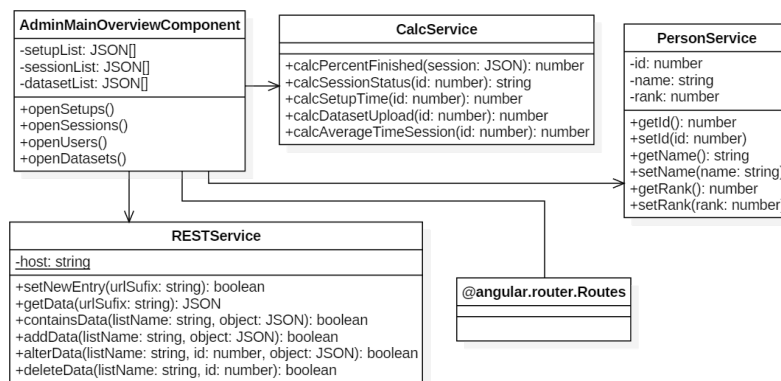 AdminMainOverviewComponent
-setupList: JSON[]
-sessionList: JSON[]
-datasetList: JSON[]
+openSetups()
+openSessions()
+openUsers()
+openDatasets()
CalcService
+calcPercentFinished(session: JSON): number
+calcSessionStatus(id: number): string
+calcSetupTime(id: number): number
+calcDatasetUpload(id: number): number
+calcAverageTimeSession(id: number): number
PersonService
-id: number
-name: string
-rank: number
+getId(): number
+setId(id: number)
+getName(): string
+setName(name: string)
+getRank(): number
+setRank(rank: number)
RESTService
-host: string
+setNewEntry(urlSufix: string): boolean
+getData(urlSufix: string): JSON
+containsData(listName: string, object: JSON): boolean
+addData(listName: string, object: JSON): boolean
+alterData(listName: string, id: number, object: JSON): boolean
+deleteData(listName: string, id: number): boolean
@angular.router.Routes